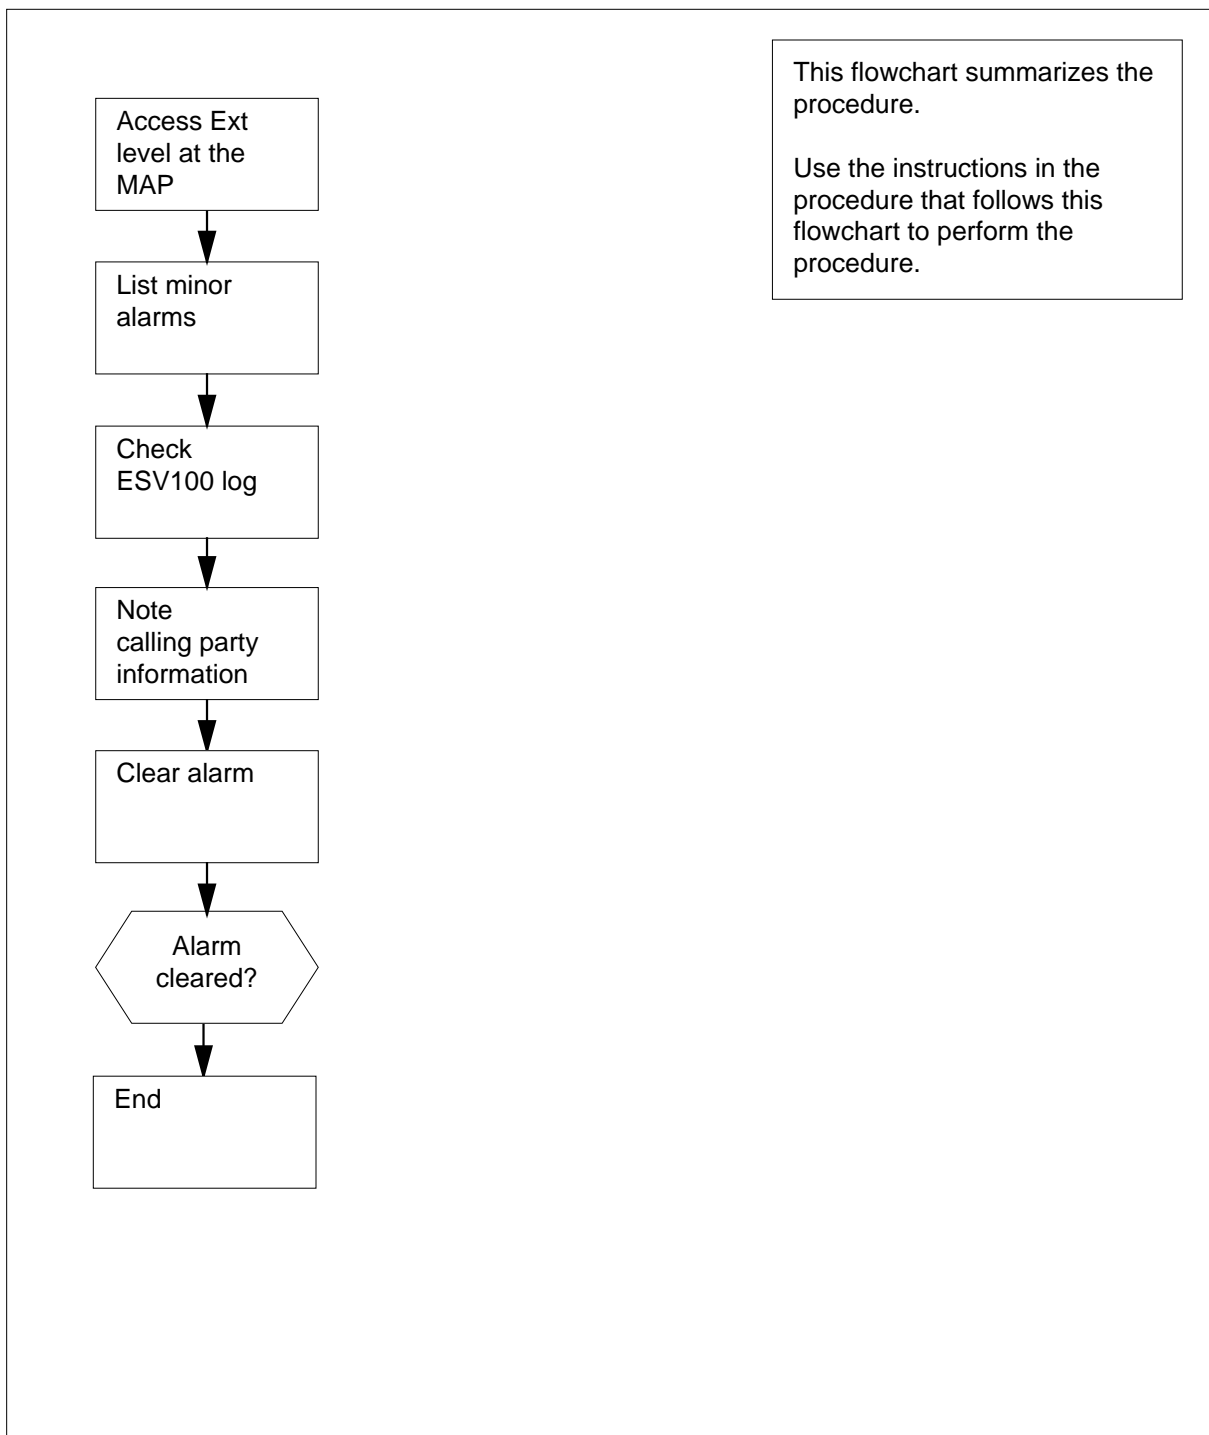 This flowchart summarizes the
procedure.
Use the instructions in the
procedure that follows this
flowchart to perform the
procedure.
Access Ext
level at the
MAP
List minor
alarms
Check
ESV100 log
Note
calling party
information
Clear alarm
Alarm
cleared?
End